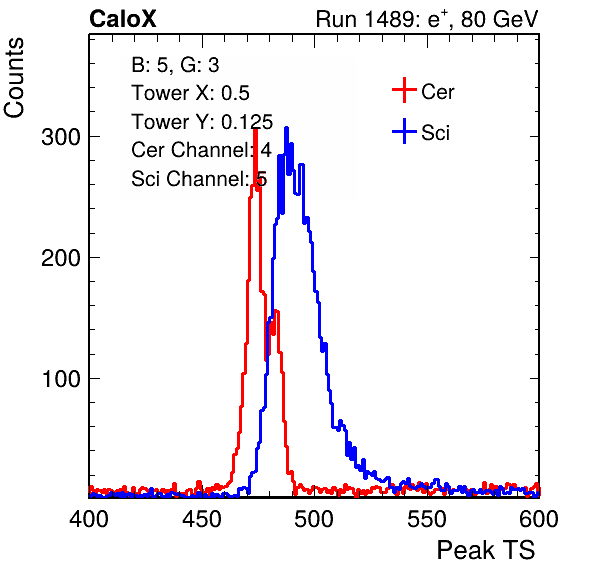 CaloX Run 1489: e+, 80 GeV
Counts
B: 5, G: 3
Tower X: 0.5
Tower Y: 0.125
Cer Channel: 4
Sci Channel: 5
Cer
Sci
300
200
100
400 450 500 550 600
Peak TS